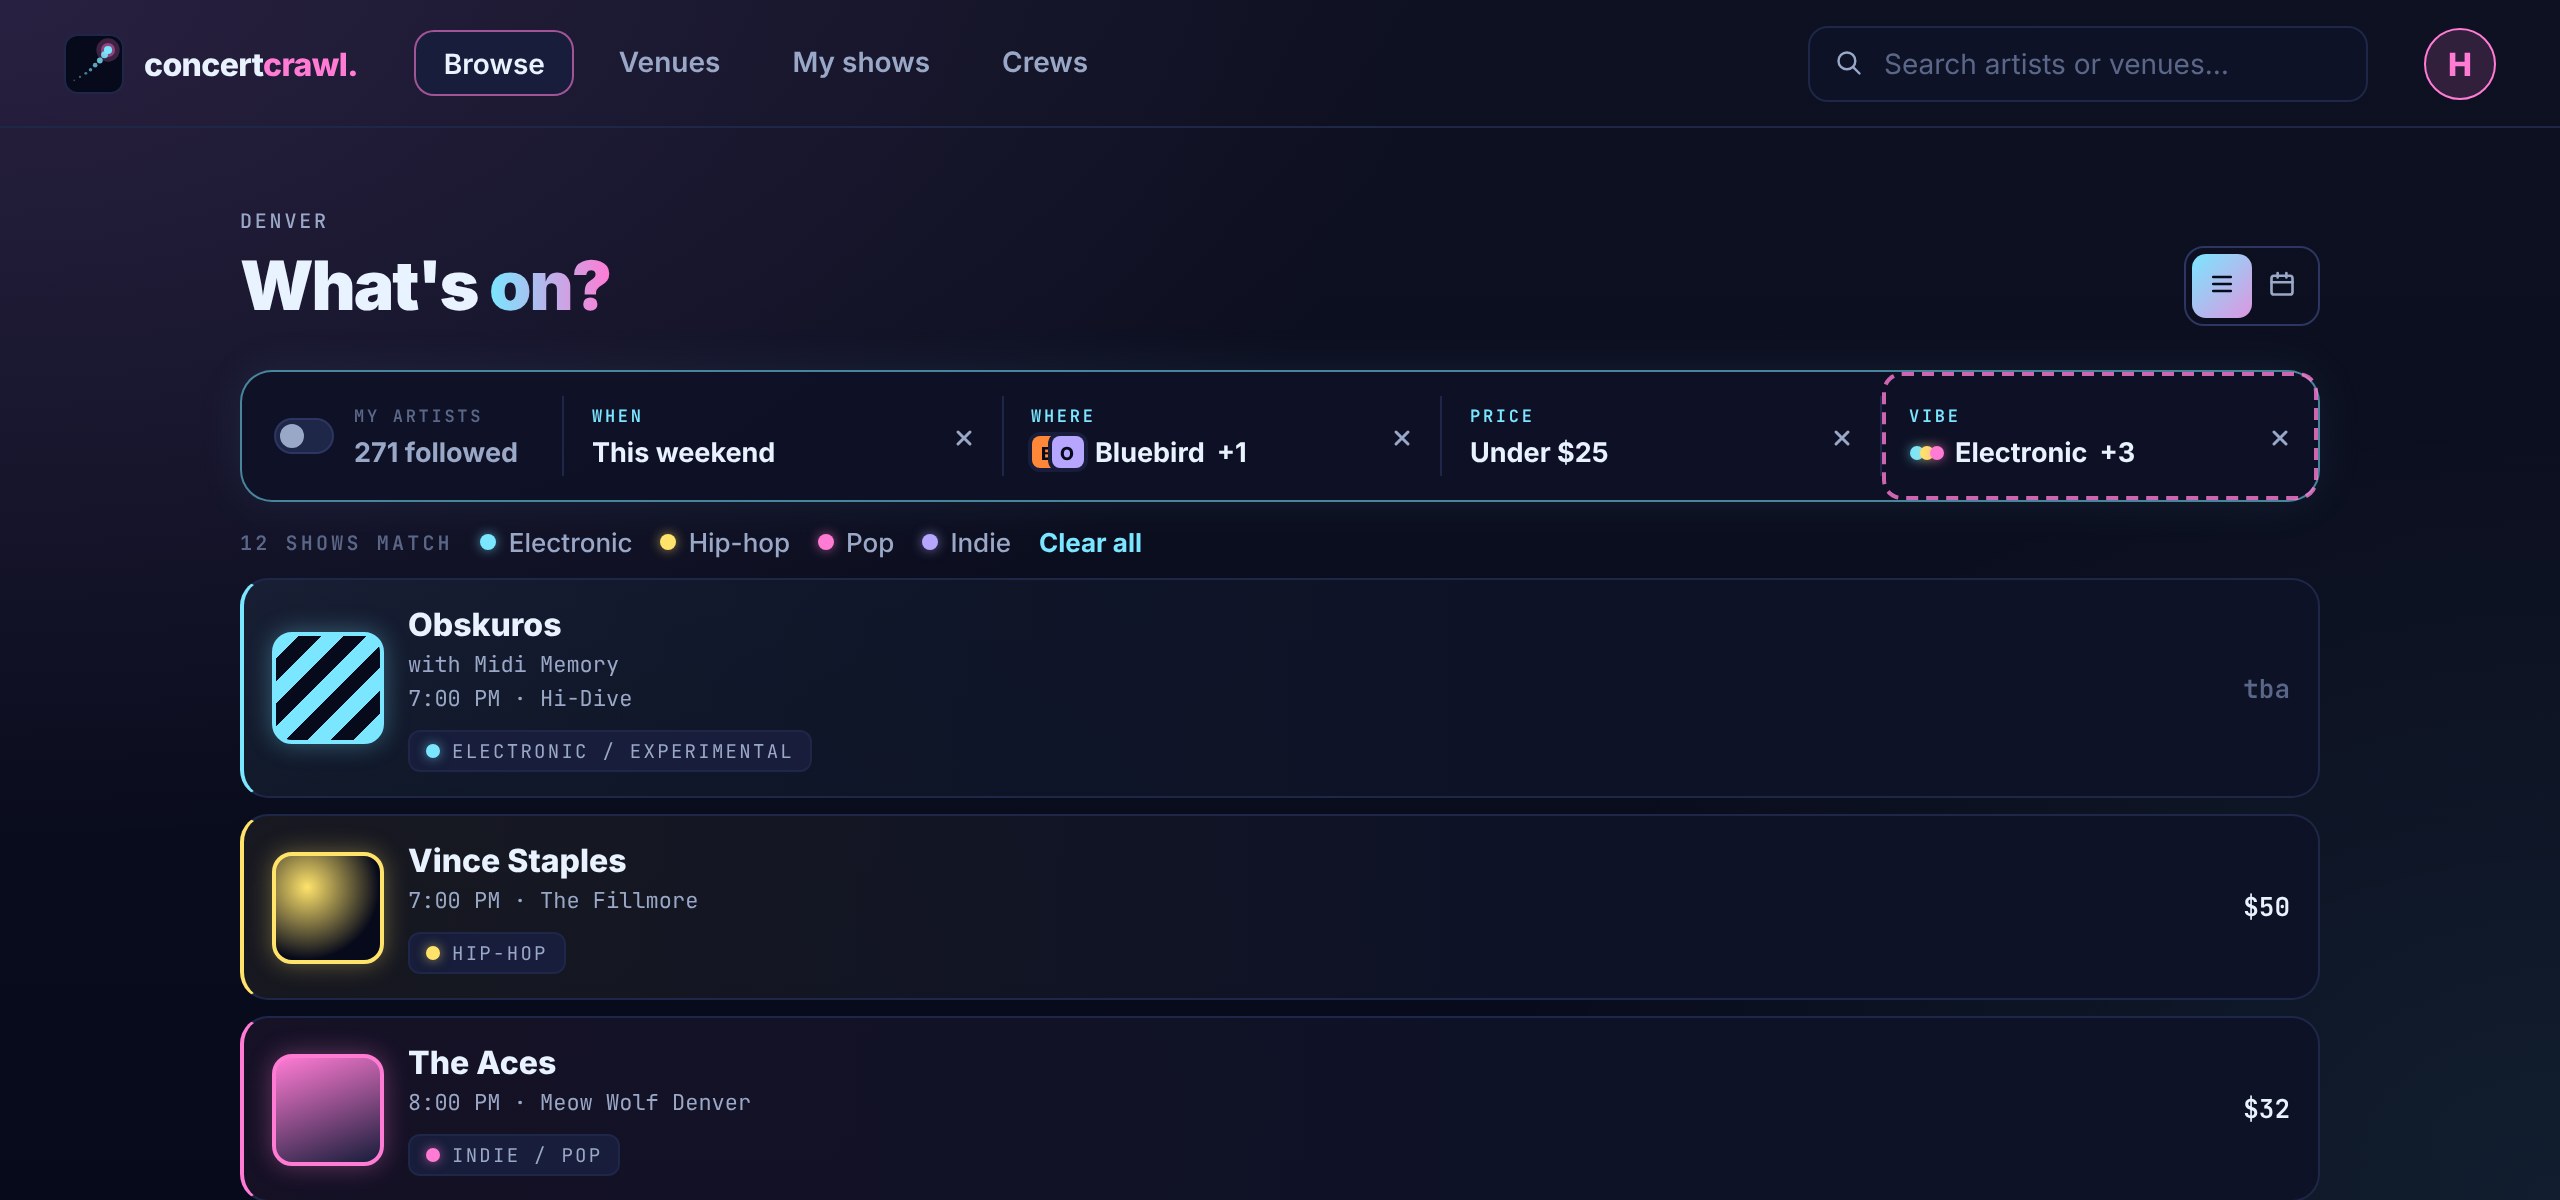 concertcrawl.
Browse
Venues
My shows
Crews
Search artists or venues...
H
DENVER
What's on?
MY ARTISTS
271 followed
WHEN
This weekend
WHERE
O Bluebird +1
PRICE
Under $25
VIBE
Electronic +3
12 SHOWS MATCH
Electronic
Hip-hop
Pop
Indie
Clear all
Obskuros
with Midi Memory
7:00 PM · Hi-Dive
ELECTRONIC / EXPERIMENTAL
tba
Vince Staples
7:00 PM · The Fillmore
HIP-HOP
$50
The Aces
8:00 PM · Meow Wolf Denver
INDIE / POP
$32